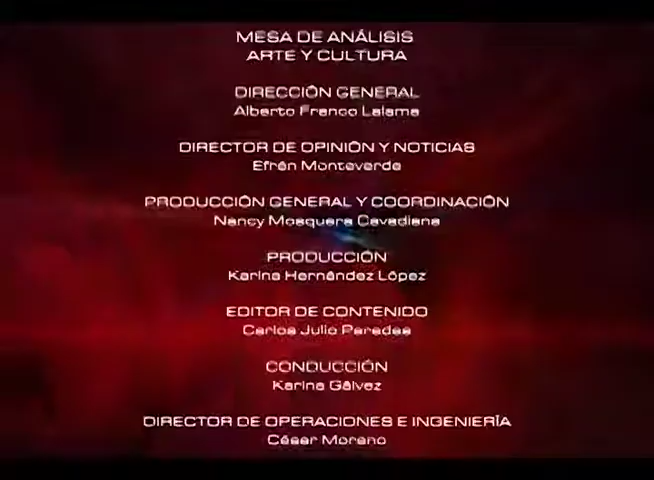 MESA DE ANÁLISIS
ARTE Y CULTURA
DIRECCIÓN GENERAL
Alberto Franco Lalama
DIRECTOR DE OPINIÓN Y NOTICIAS
Efrén Monteverde
PRODUCCIÓN GENERAL Y COORDINACIÓN
Nancy Mosquera Cavadiana
PRODUCCIÓN
Karina Hernández López
EDITOR DE CONTENIDO
Carlos Julio Paredes
CONDUCCIÓN
Karina Gálvez
DIRECTOR DE OPERACIONES E INGENIERÍA
César Moreno